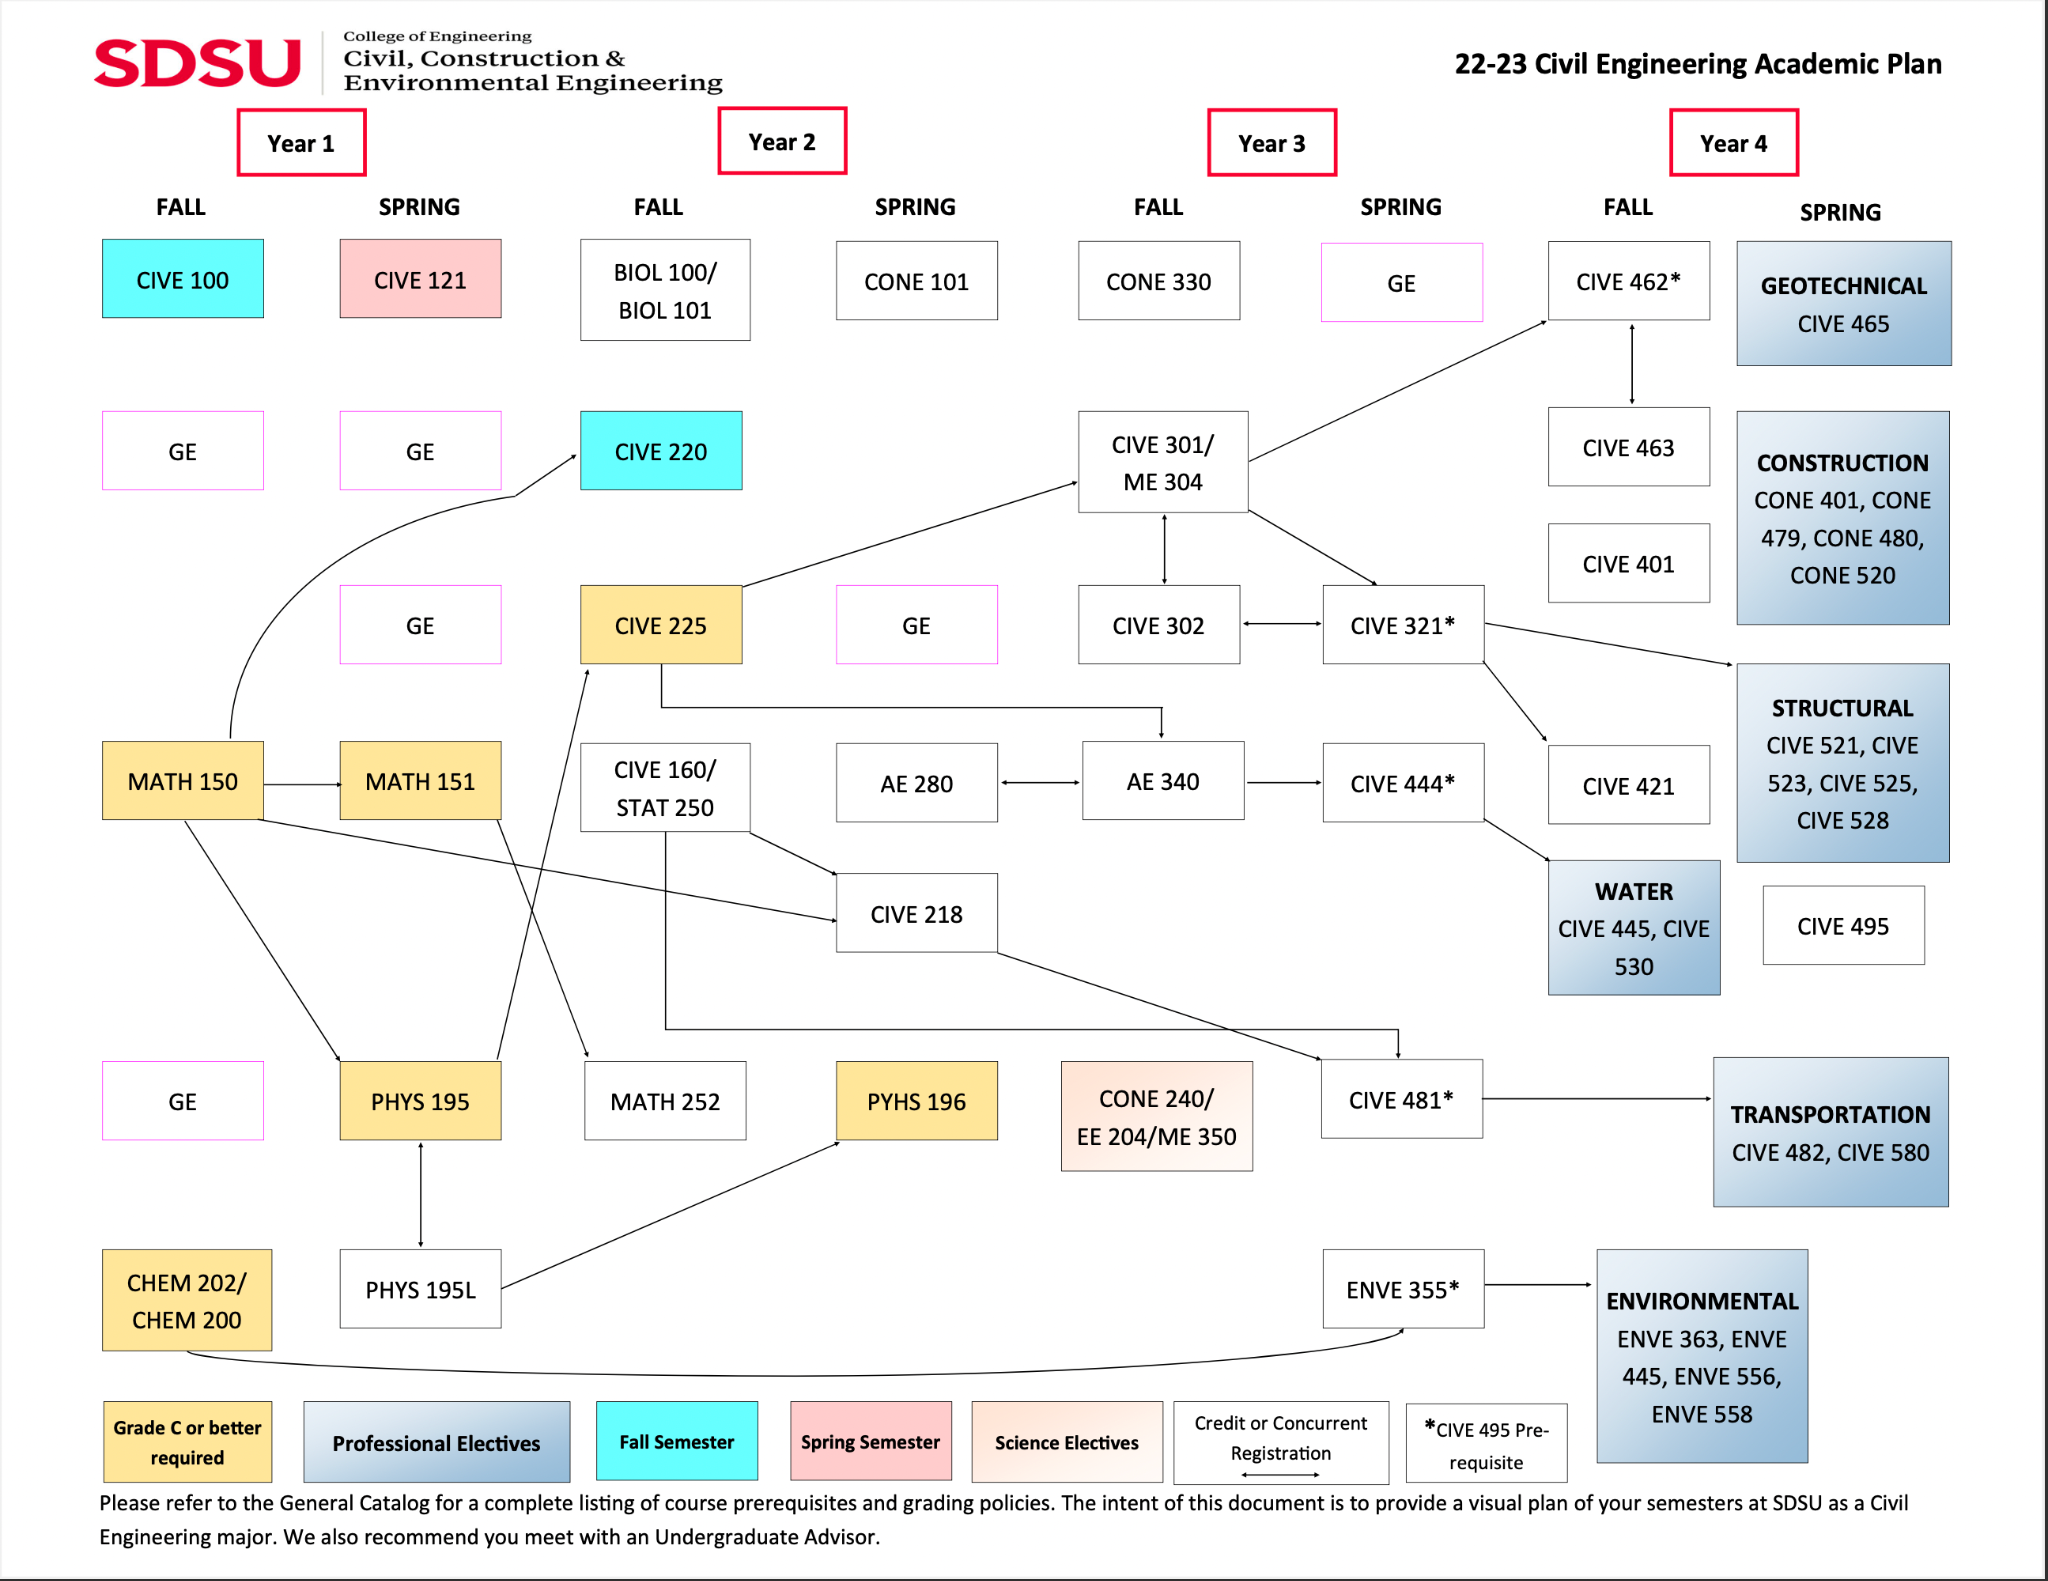 SDSU
College of Engineering
Civil, Construction &
Environmental Engineering
22-23 Civil Engineering Academic Plan
Year 1
Year 2
Year 3
Year 4
FALL
SPRING
FALL
SPRING
FALL
SPRING
FALL
SPRING
CIVE 100
CIVE 121
BIOL 100/
BIOL 101
CONE 101
CONE 330
GE
CIVE 462*
GEOTECHNICAL
CIVE 465
GE
GE
CIVE 220
CIVE 301/
ME 304
CIVE 463
CONSTRUCTION
CONE 401, CONE
479, CONE 480,
CONE 520
CIVE 401
GE
CIVE 225
GE
CIVE 302
CIVE 321*
STRUCTURAL
CIVE 521, CIVE
523, CIVE 525,
CIVE 528
MATH 150
MATH 151
CIVE 160/
STAT 250
AE 280
AE 340
CIVE 444*
CIVE 421
CIVE 218
WATER
CIVE 445, CIVE
530
CIVE 495
GE
PHYS 195
MATH 252
PYHS 196
CONE 240/
EE 204/ME 350
CIVE 481*
TRANSPORTATION
CIVE 482, CIVE 580
CHEM 202/
CHEM 200
PHYS 195L
ENVE 355*
ENVIRONMENTAL
ENVE 363, ENVE
445, ENVE 556,
ENVE 558
Grade C or better
required
Professional Electives
Fall Semester
Spring Semester
Science Electives
Credit or Concurrent
Registration
*CIVE 495 Pre-
requisite
Please refer to the General Catalog for a complete listing of course prerequisites and grading policies. The intent of this document is to provide a visual plan of your semesters at SDSU as a Civil
Engineering major. We also recommend you meet with an Undergraduate Advisor.